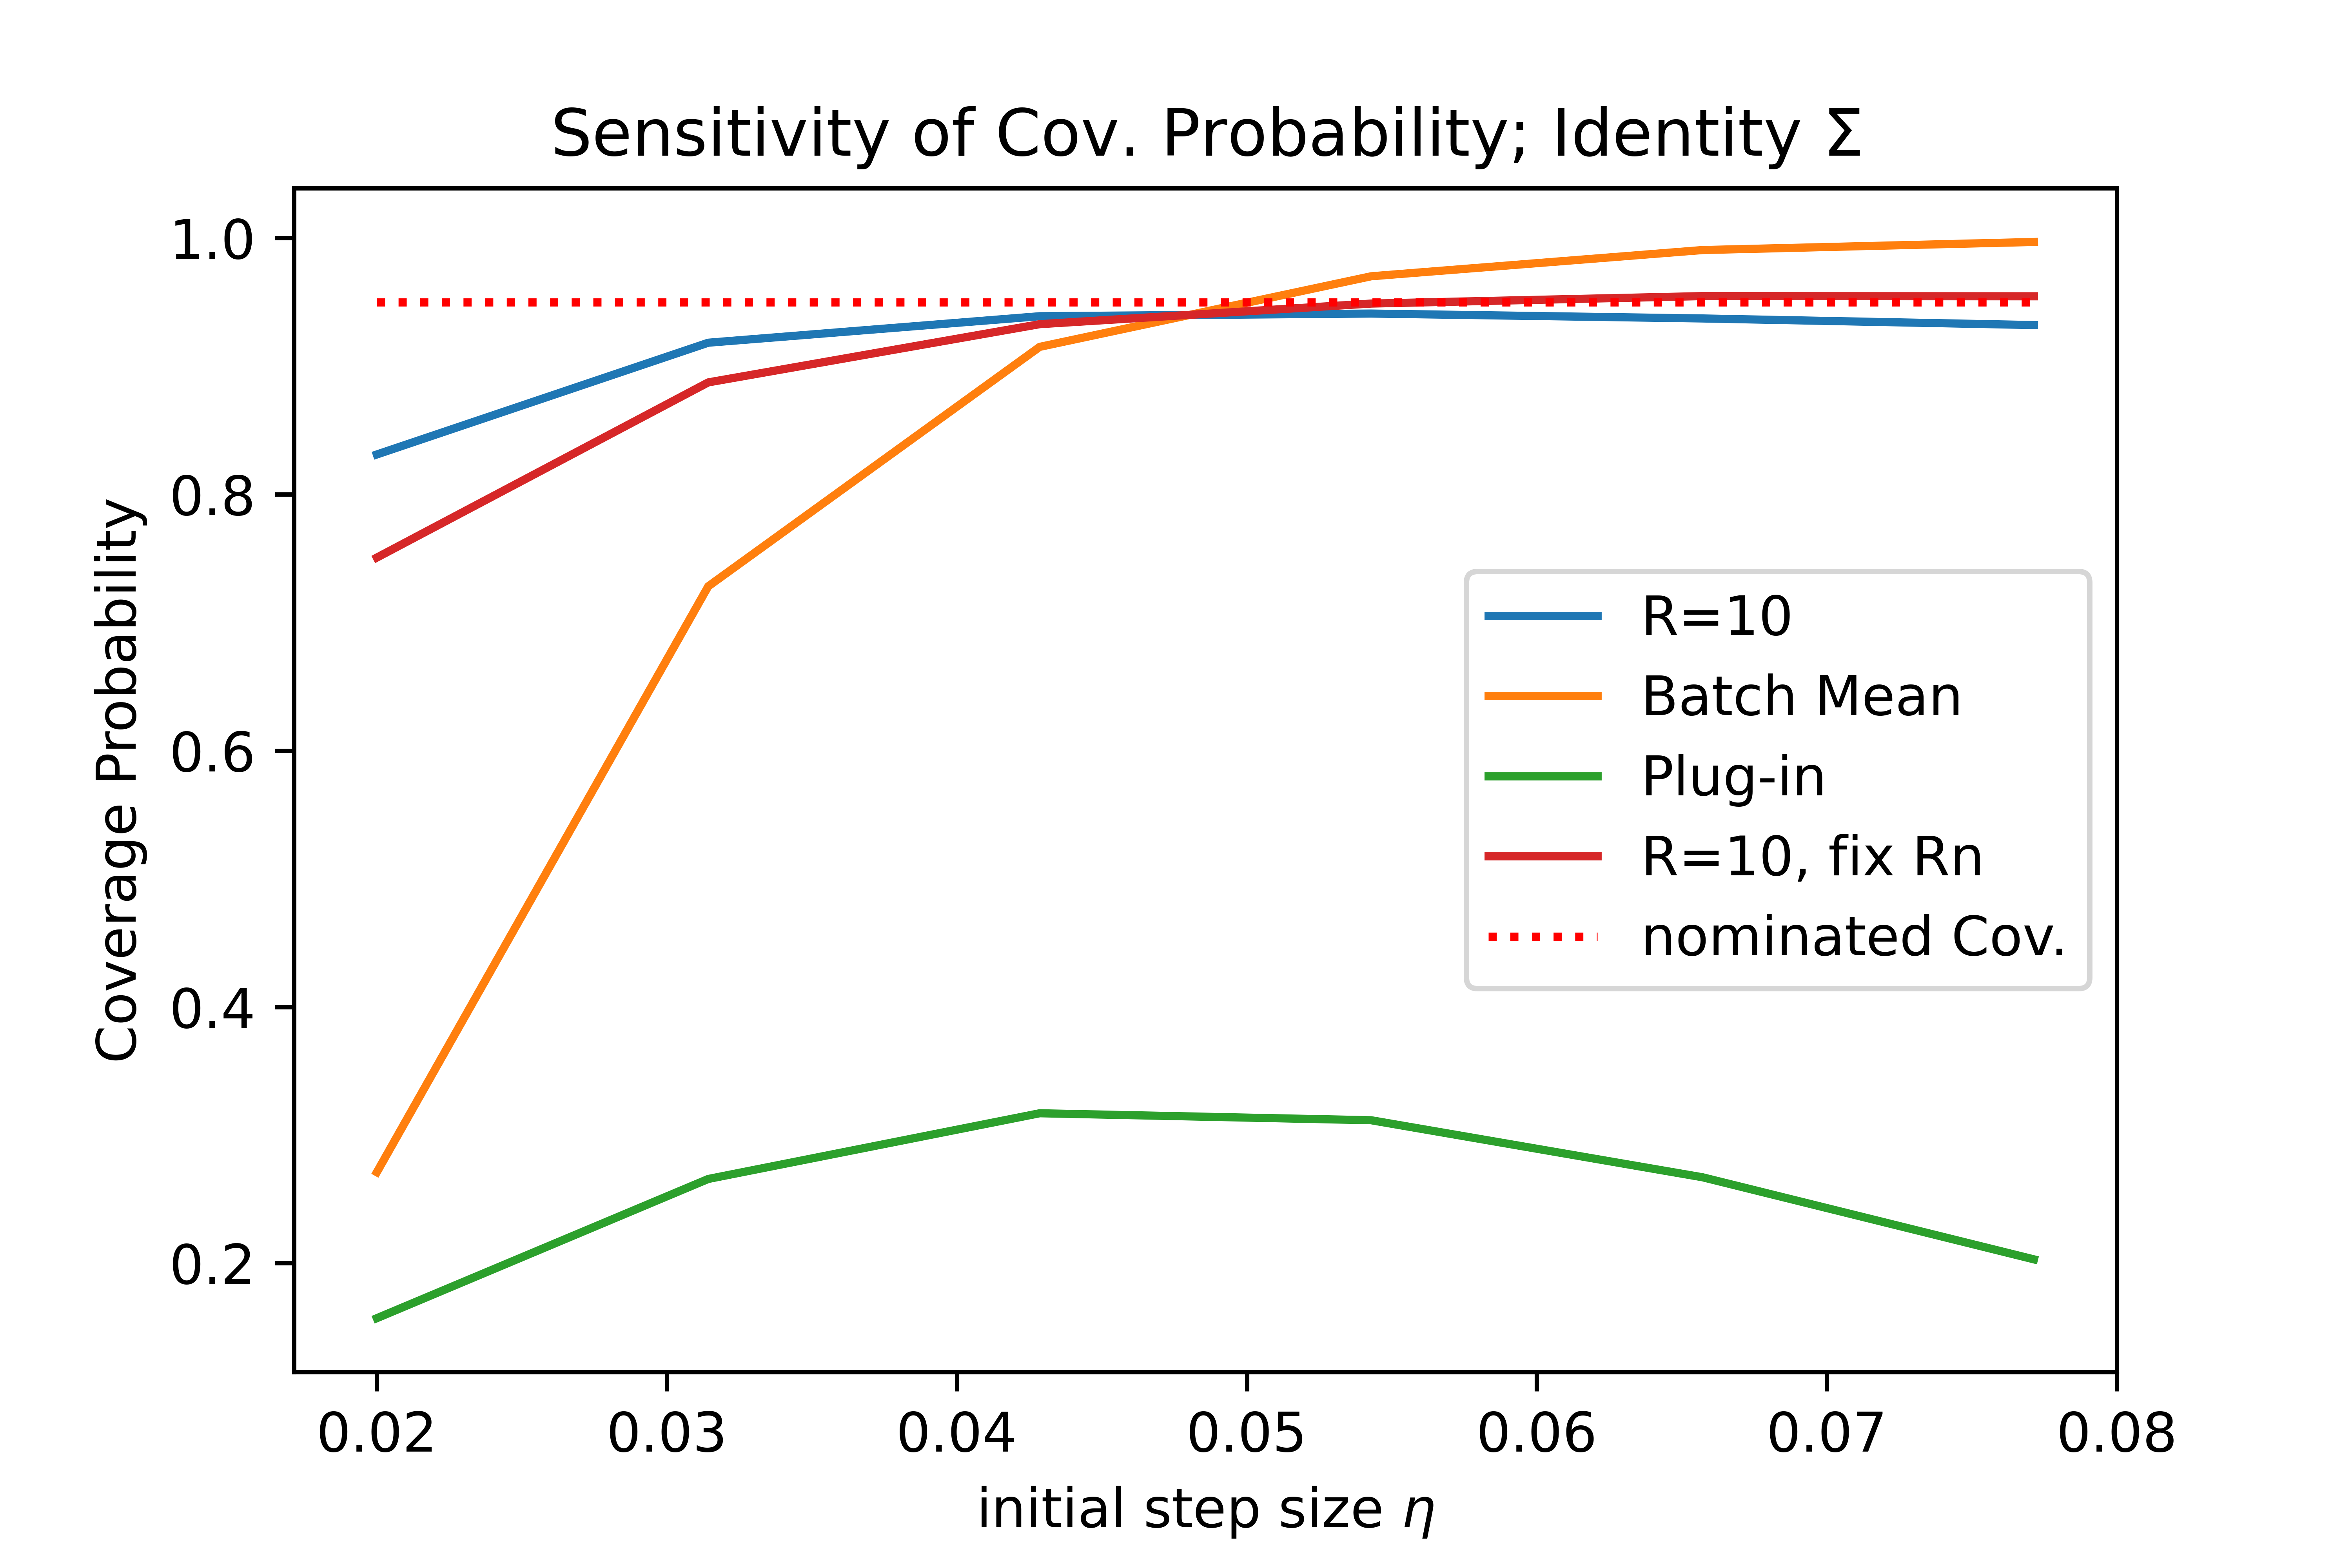 Sensitivity of Cov. Probability; Identity Σ
Coverage Probability
1.0
0.8
0.6
0.4
0.2
R=10
Batch Mean
Plug-in
R=10, fix Rn
nominated Cov.
0.02 0.03 0.04 0.05 0.06 0.07 0.08
initial step size η